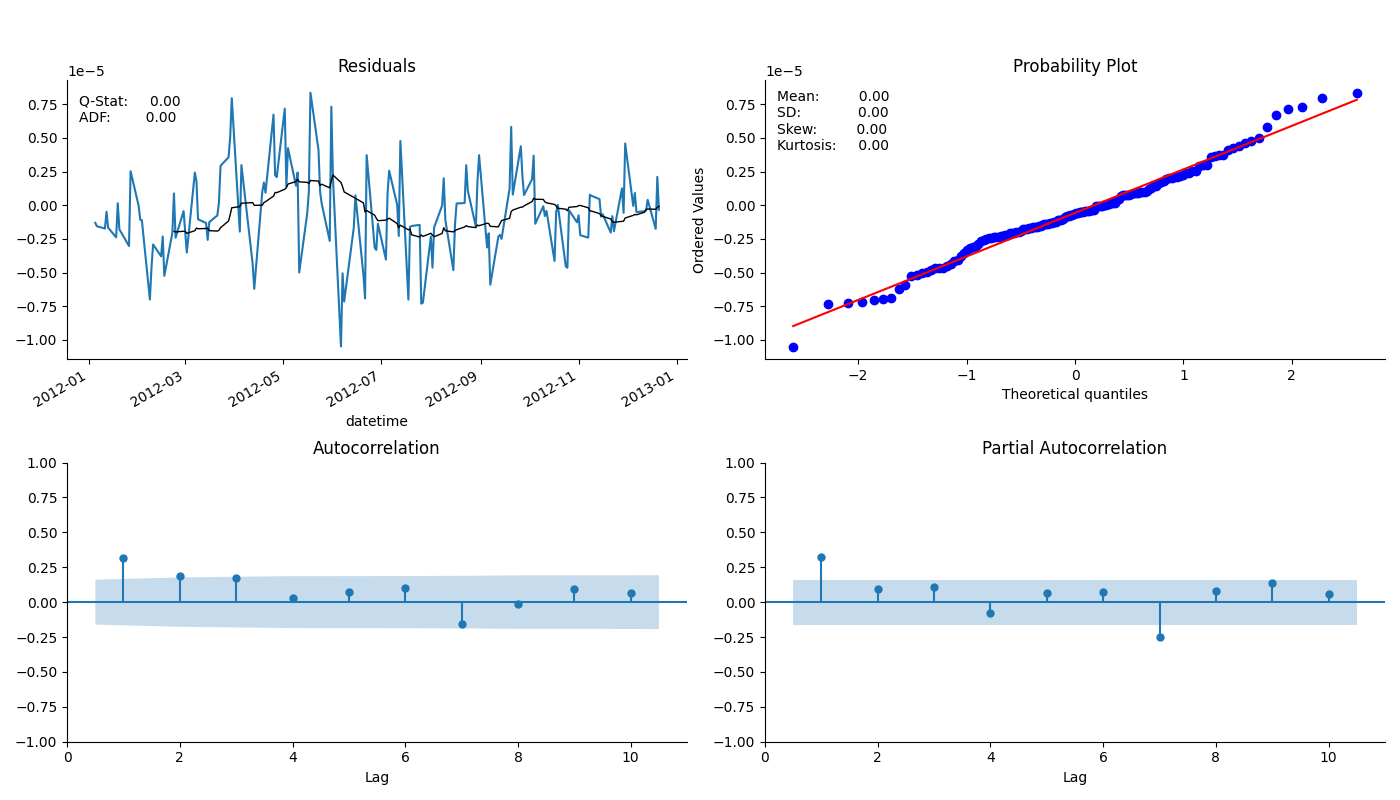 Residuals
1e−5
Q-Stat: 0.00
ADF: 0.00
0.75
0.50
0.25
0.00
−0.25
−0.50
−0.75
−1.00
2012-01 2012-03 2012-05 2012-07 2012-09 2012-11 2013-01
datetime
Probability Plot
1e−5
Mean: 0.00
SD: 0.00
Skew: 0.00
Kurtosis: 0.00
Ordered Values
0.75
0.50
0.25
0.00
−0.25
−0.50
−0.75
−1.00
−2 −1 0 1 2
Theoretical quantiles
Autocorrelation
1.00
0.75
0.50
0.25
0.00
−0.25
−0.50
−0.75
−1.00
0 2 4 6 8 10
Lag
Partial Autocorrelation
1.00
0.75
0.50
0.25
0.00
−0.25
−0.50
−0.75
−1.00
0 2 4 6 8 10
Lag